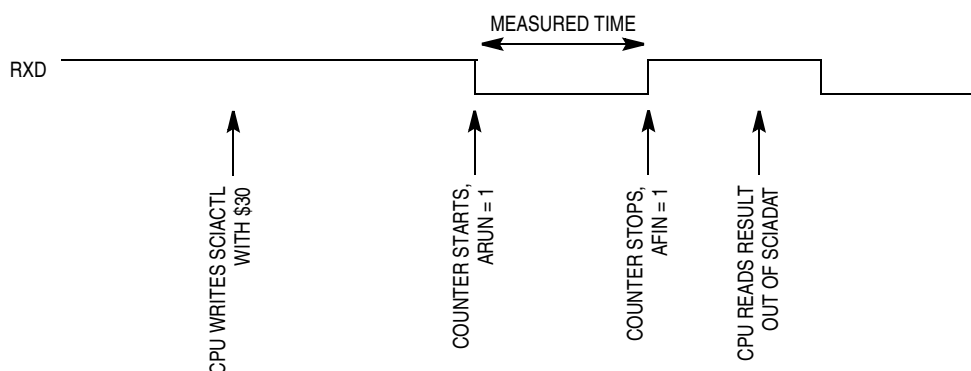 MEASURED TIME
RXD
CPU WRITES SCIACTL
WITH $30
COUNTER STARTS,
ARUN = 1
COUNTER STOPS,
AFIN = 1
CPU READS RESULT
OUT OF SCIADAT